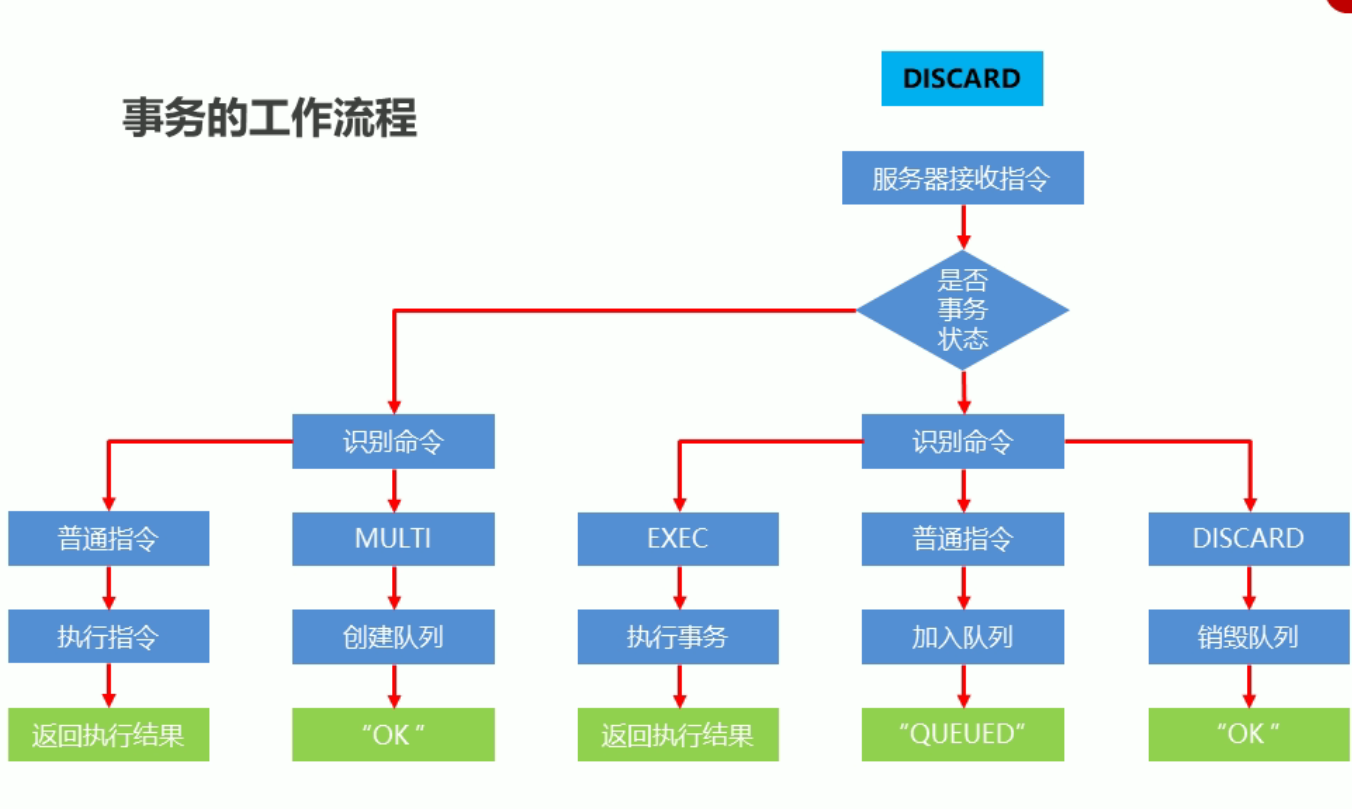 DISCARD
事务的工作流程
服务器接收指令
是否
事务
状态
识别命令
识别命令
普通指令
MULTI
EXEC
普通指令
DISCARD
执行指令
创建队列
执行事务
加入队列
销毁队列
返回执行结果
“OK ”
返回执行结果
“QUEUED”
“OK ”